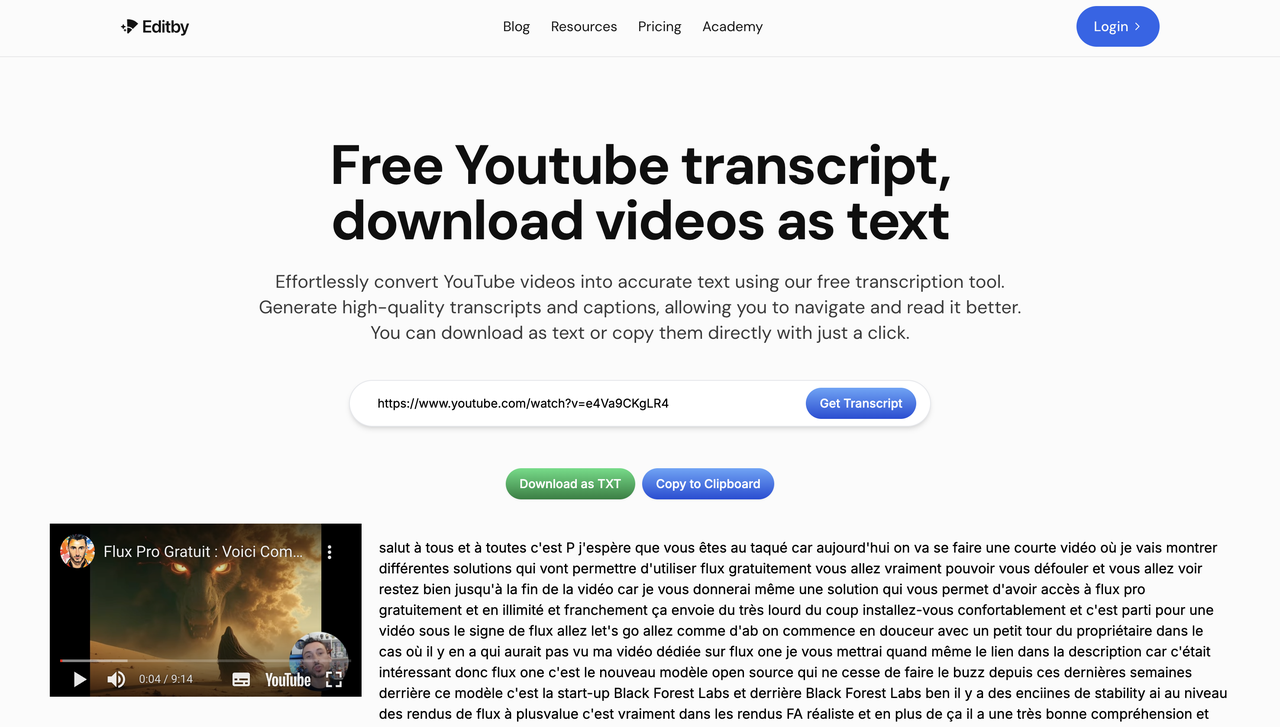 Editby
Blog Resources Pricing Academy
Login
Free Youtube transcript,
download videos as text
Effortlessly convert YouTube videos into accurate text using our free transcription tool.
Generate high-quality transcripts and captions, allowing you to navigate and read it better.
You can download as text or copy them directly with just a click.
https://www.youtube.com/watch?v=e4Va9CKgLR4
Get Transcript
Download as TXT
Copy to Clipboard
Flux Pro Gratuit : Voici Com...
0:04 / 9:14
YouTube
salut à tous et à toutes c'est P j'espère que vous êtes au taqué car aujourd'hui on va se faire une courte vidéo où je vais montrer
différentes solutions qui vont permettre d'utiliser flux gratuitement vous allez vraiment pouvoir vous défouler et vous allez voir
restez bien jusqu'à la fin de la vidéo car je vous donnerai même une solution qui vous permet d'avoir accès à flux pro
gratuitement et en illimité et franchement ça envoie du très lourd du coup installez-vous confortablement et c'est parti pour une
vidéo sous le signe de flux allez let's go allez comme d'ab on commence en douceur avec un petit tour du propriétaire dans le
cas où il y en a qui aurait pas vu ma vidéo dédiée sur flux one je vous mettrai quand même le lien dans la description car c'était
intéressant donc flux one c'est le nouveau modèle open source qui ne cesse de faire le buzz depuis ces dernières semaines
derrière ce modèle c'est la start-up Black Forest Labs et derrière Black Forest Labs ben il y a des enciines de stability ai au niveau
des rendus de flux à plusvalue c'est vraiment dans les rendus FA réaliste et en plus de ça il a une très bonne compréhension et